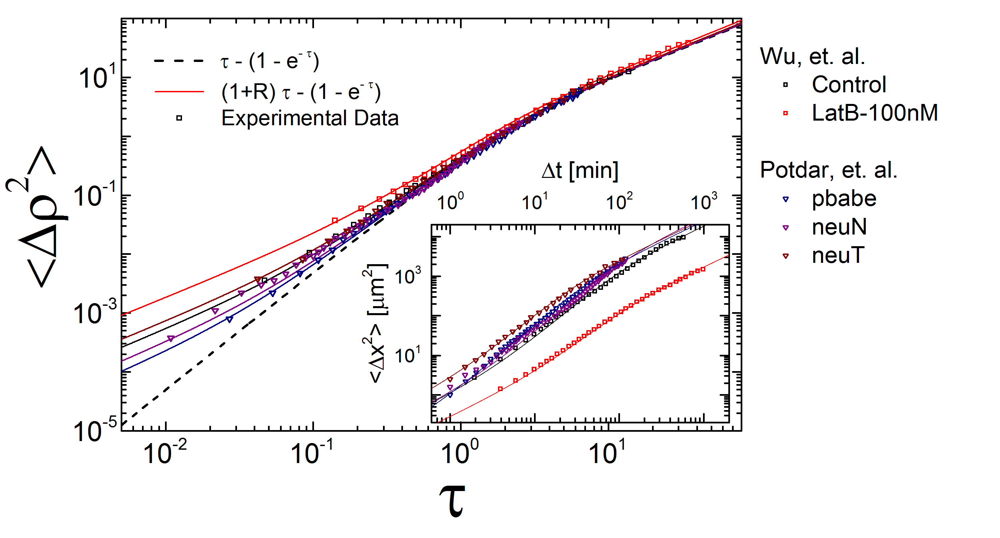 τ - (1 - e^{- τ})
(1+R) τ - (1 - e^{- τ})
Experimental Data
<Δρ²>
10¹
10⁻¹
10⁻³
10⁻⁵
10⁻²
10⁻¹
10⁰
10¹
τ
Δt [min]
10⁰
10¹
10²
10³
<Δx²> [μm²]
10³
10¹
Wu, et. al.
Control
LatB-100nM
Potdar, et. al.
pbabe
neuN
neuT